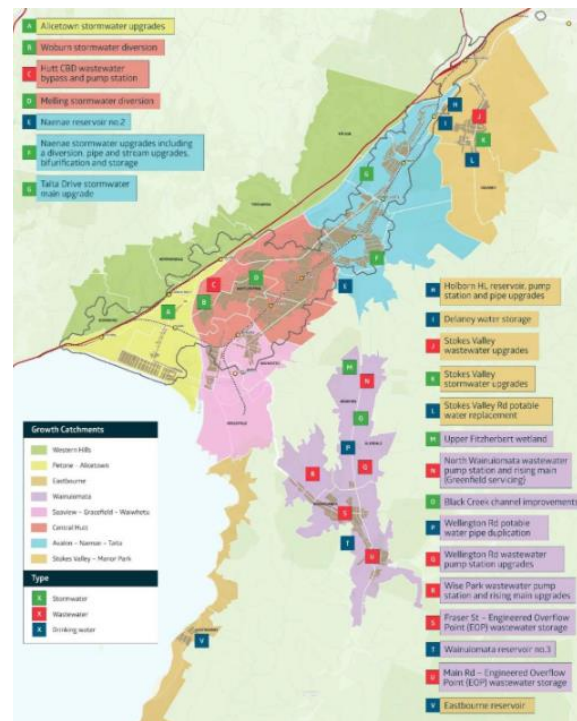 A Alicetown stormwater upgrades
B Woburn stormwater diversion
C Hutt CBD wastewater
bypass and pump station
D Melling stormwater diversion
E Naenae reservoir no.2
F Naenae stormwater upgrades including
a diversion, pipe and stream upgrades,
bifurification and storage
G Taita Drive stormwater
main upgrade
H Holborn HL reservoir, pump
station and pipe upgrades
I Delaney water storage
J Stokes Valley
wastewater upgrades
K Stokes Valley
stormwater upgrades
L Stokes Valley Rd potable
water replacement
M Upper Fitzherbert wetland
N North Wainuiomata wastewater
pump station and rising main
(Greenfield servicing)
O Black Creek channel improvements
P Wellington Rd potable
water pipe duplication
Q Wellington Rd wastewater
pump station upgrades
R Wise Park wastewater pump
station and rising main upgrades
S Fraser St – Engineered Overflow
Point (EOP) wastewater storage
T Wainuiomata reservoir no.3
U Main Rd – Engineered Overflow
Point (EOP) wastewater storage
V Eastbourne reservoir
Growth Catchments
Western Hills
Petone - Alicetown
Eastbourne
Wainuiomata
Seaview – Gracefield – Waiwhetu
Central Hutt
Avalon – Naenae – Taita
Stokes Valley – Manor Park
Type
X Stormwater
X Wastewater
X Drinking water